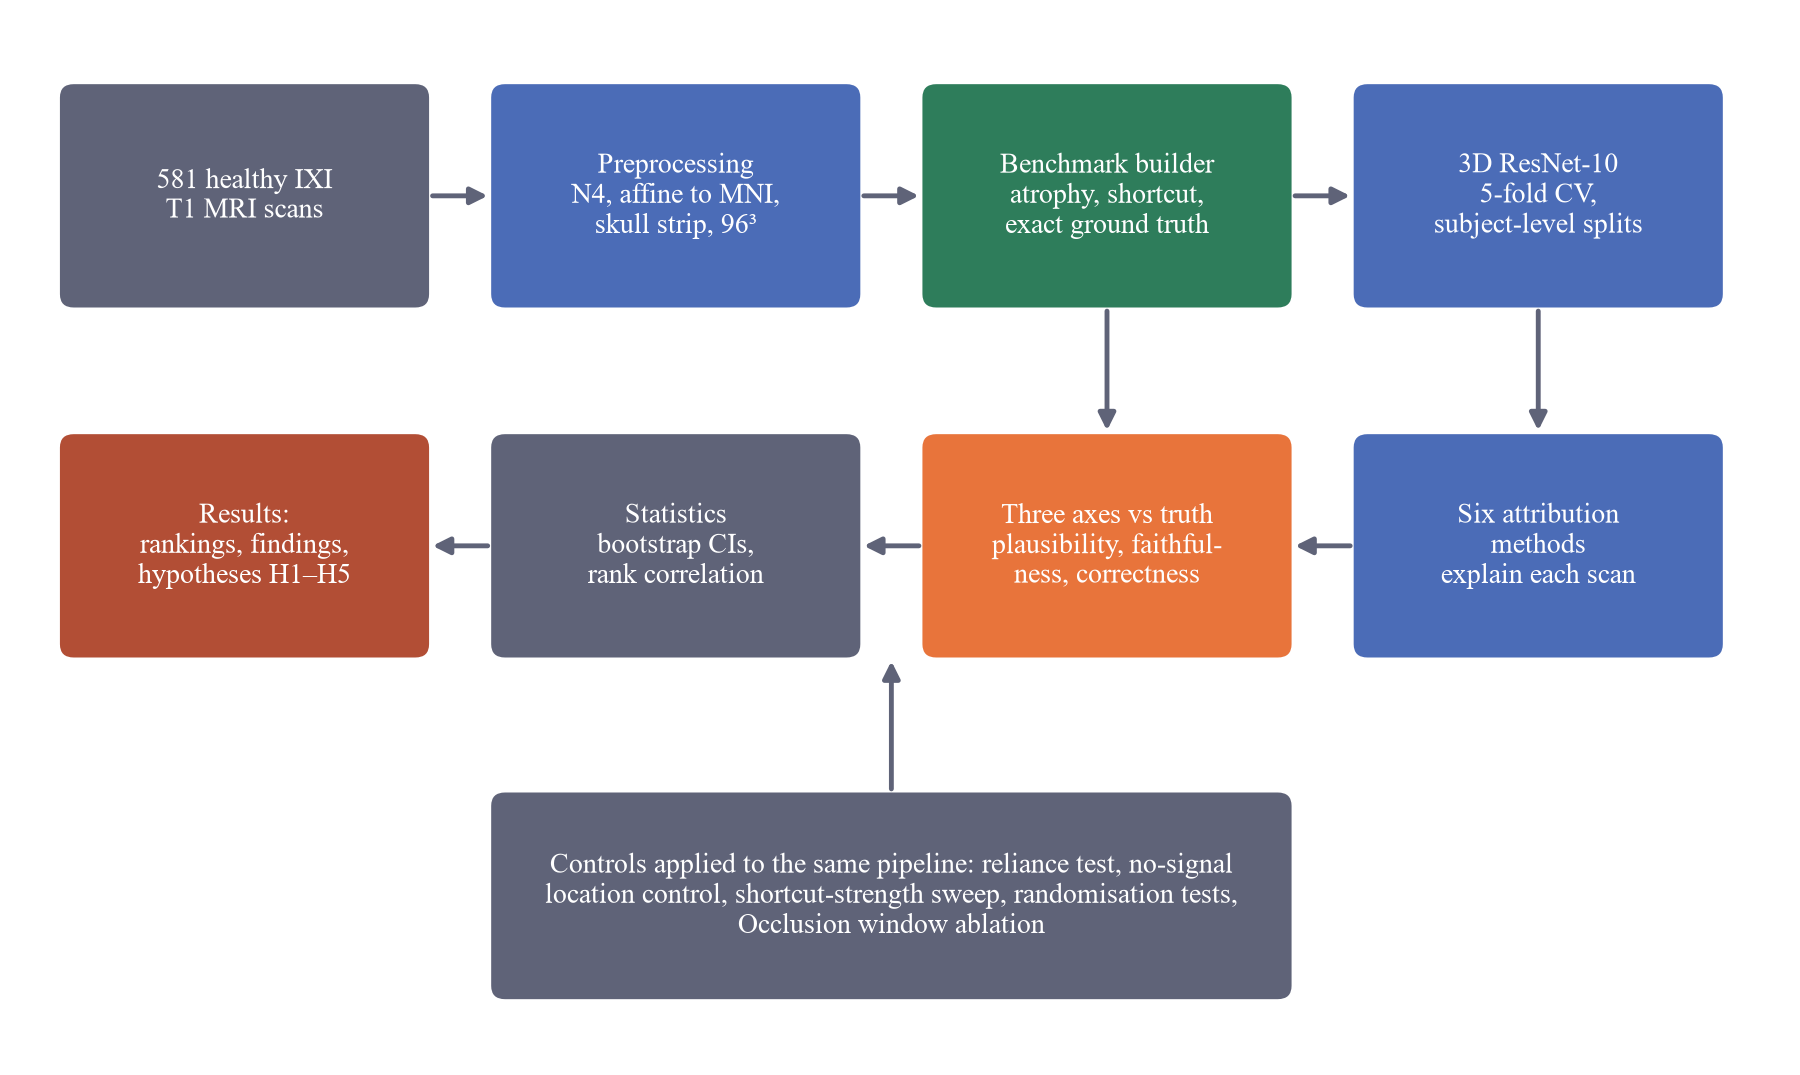 581 healthy IXI
T1 MRI scans
Preprocessing
N4, affine to MNI,
skull strip, 96³
Benchmark builder
atrophy, shortcut,
exact ground truth
3D ResNet-10
5-fold CV,
subject-level splits
Results:
rankings, findings,
hypotheses H1–H5
Statistics
bootstrap CIs,
rank correlation
Three axes vs truth
plausibility, faithful-
ness, correctness
Six attribution
methods
explain each scan
Controls applied to the same pipeline: reliance test, no-signal
location control, shortcut-strength sweep, randomisation tests,
Occlusion window ablation